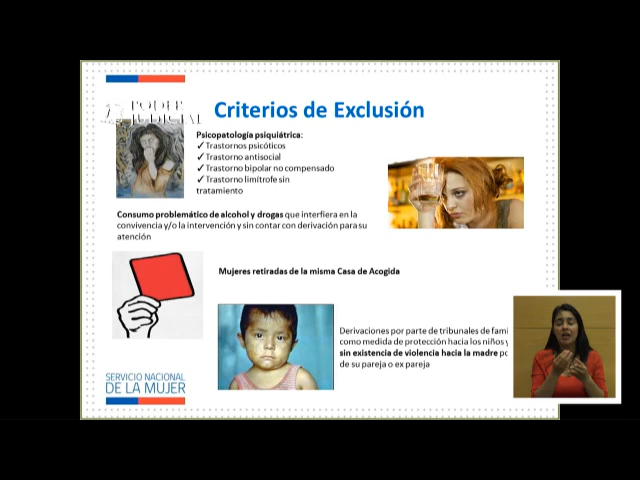 PODER
JUDICIAL
Criterios de Exclusión
Psicopatología psiquiátrica:
✓Trastornos psicóticos
✓Trastorno antisocial
✓Trastorno bipolar no compensado
✓Trastorno limítrofe sin
tratamiento
Consumo problemático de alcohol y drogas que interfiera en la
convivencia y/o la intervención y sin contar con derivación para su
atención
Mujeres retiradas de la misma Casa de Acogida
Derivaciones por parte de tribunales de fami
como medida de protección hacia los niños y
sin existencia de violencia hacia la madre po
de su pareja o ex pareja
SERVICIO NACIONAL
DE LA MUJER